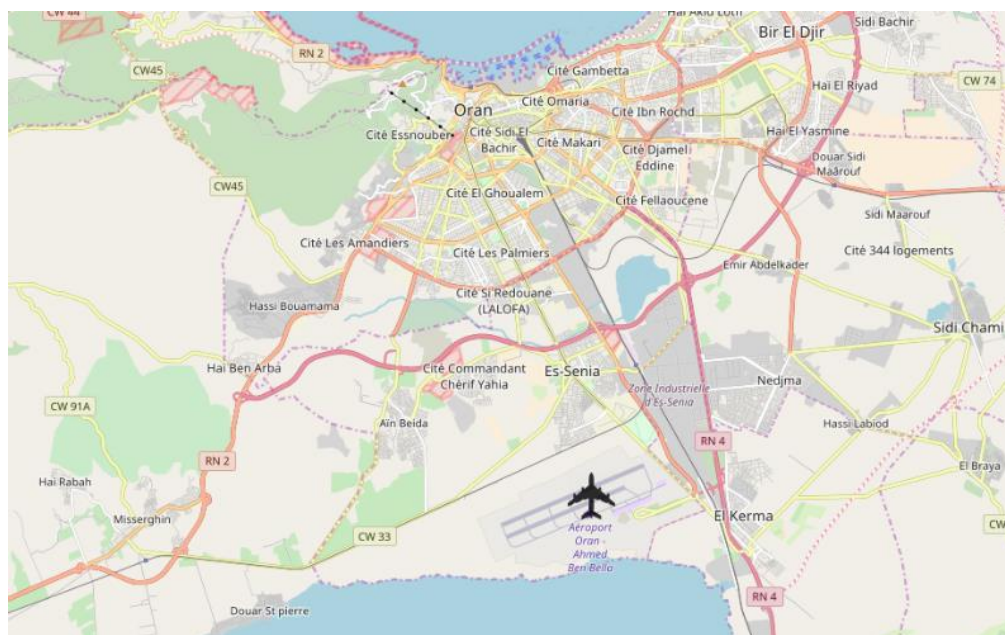 CW 44
Hai Akid Lotfi
Sidi Bachir
RN 2
Bir El Djir
CW45
Cité Gambetta
CW 74
Hai El Riyad
Oran
Cité Omaria
Cité Ibn Rochd
Cité Essnouber
Cité Sidi El
Bachir
Cité Makari
Hai El Yasmine
Cité Djamel
Eddine
Douar Sidi
Maârouf
CW45
Cité El Ghoualem
Cité Fellaoucene
Sidi Maarouf
Cité Les Amandiers
Cité Les Palmiers
Cité 344 logements
Emir Abdelkader
Hassi Bouamama
Cité Si Redouane
(LALOFA)
Sidi Chami
Hai Ben Arba
Cité Commandant
Chérif Yahia
Es-Senia
Zone Industrielle
d'Es-Senia
Nedjma
CW 91A
Aïn Beida
Hassi Labiod
RN 2
RN 4
El Braya
Hai Rabah
Misserghin
El Kerma
CW 33
Aéroport
Oran -
Ahmed
Ben Bella
CW
Douar St pierre
RN 4